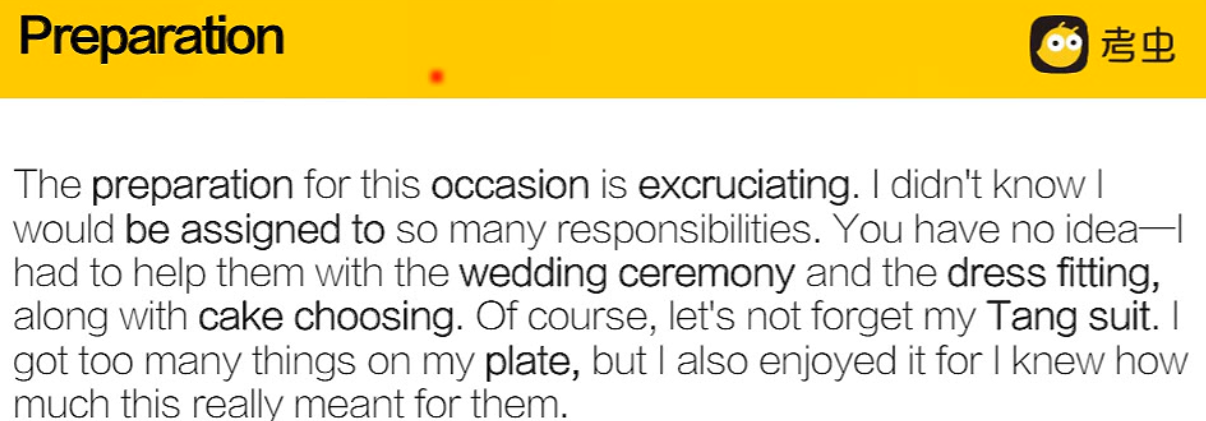 Preparation
考虫
The preparation for this occasion is excruciating. I didn't know I
would be assigned to so many responsibilities. You have no idea—I
had to help them with the wedding ceremony and the dress fitting,
along with cake choosing. Of course, let's not forget my Tang suit. I
got too many things on my plate, but I also enjoyed it for I knew how
much this really meant for them.